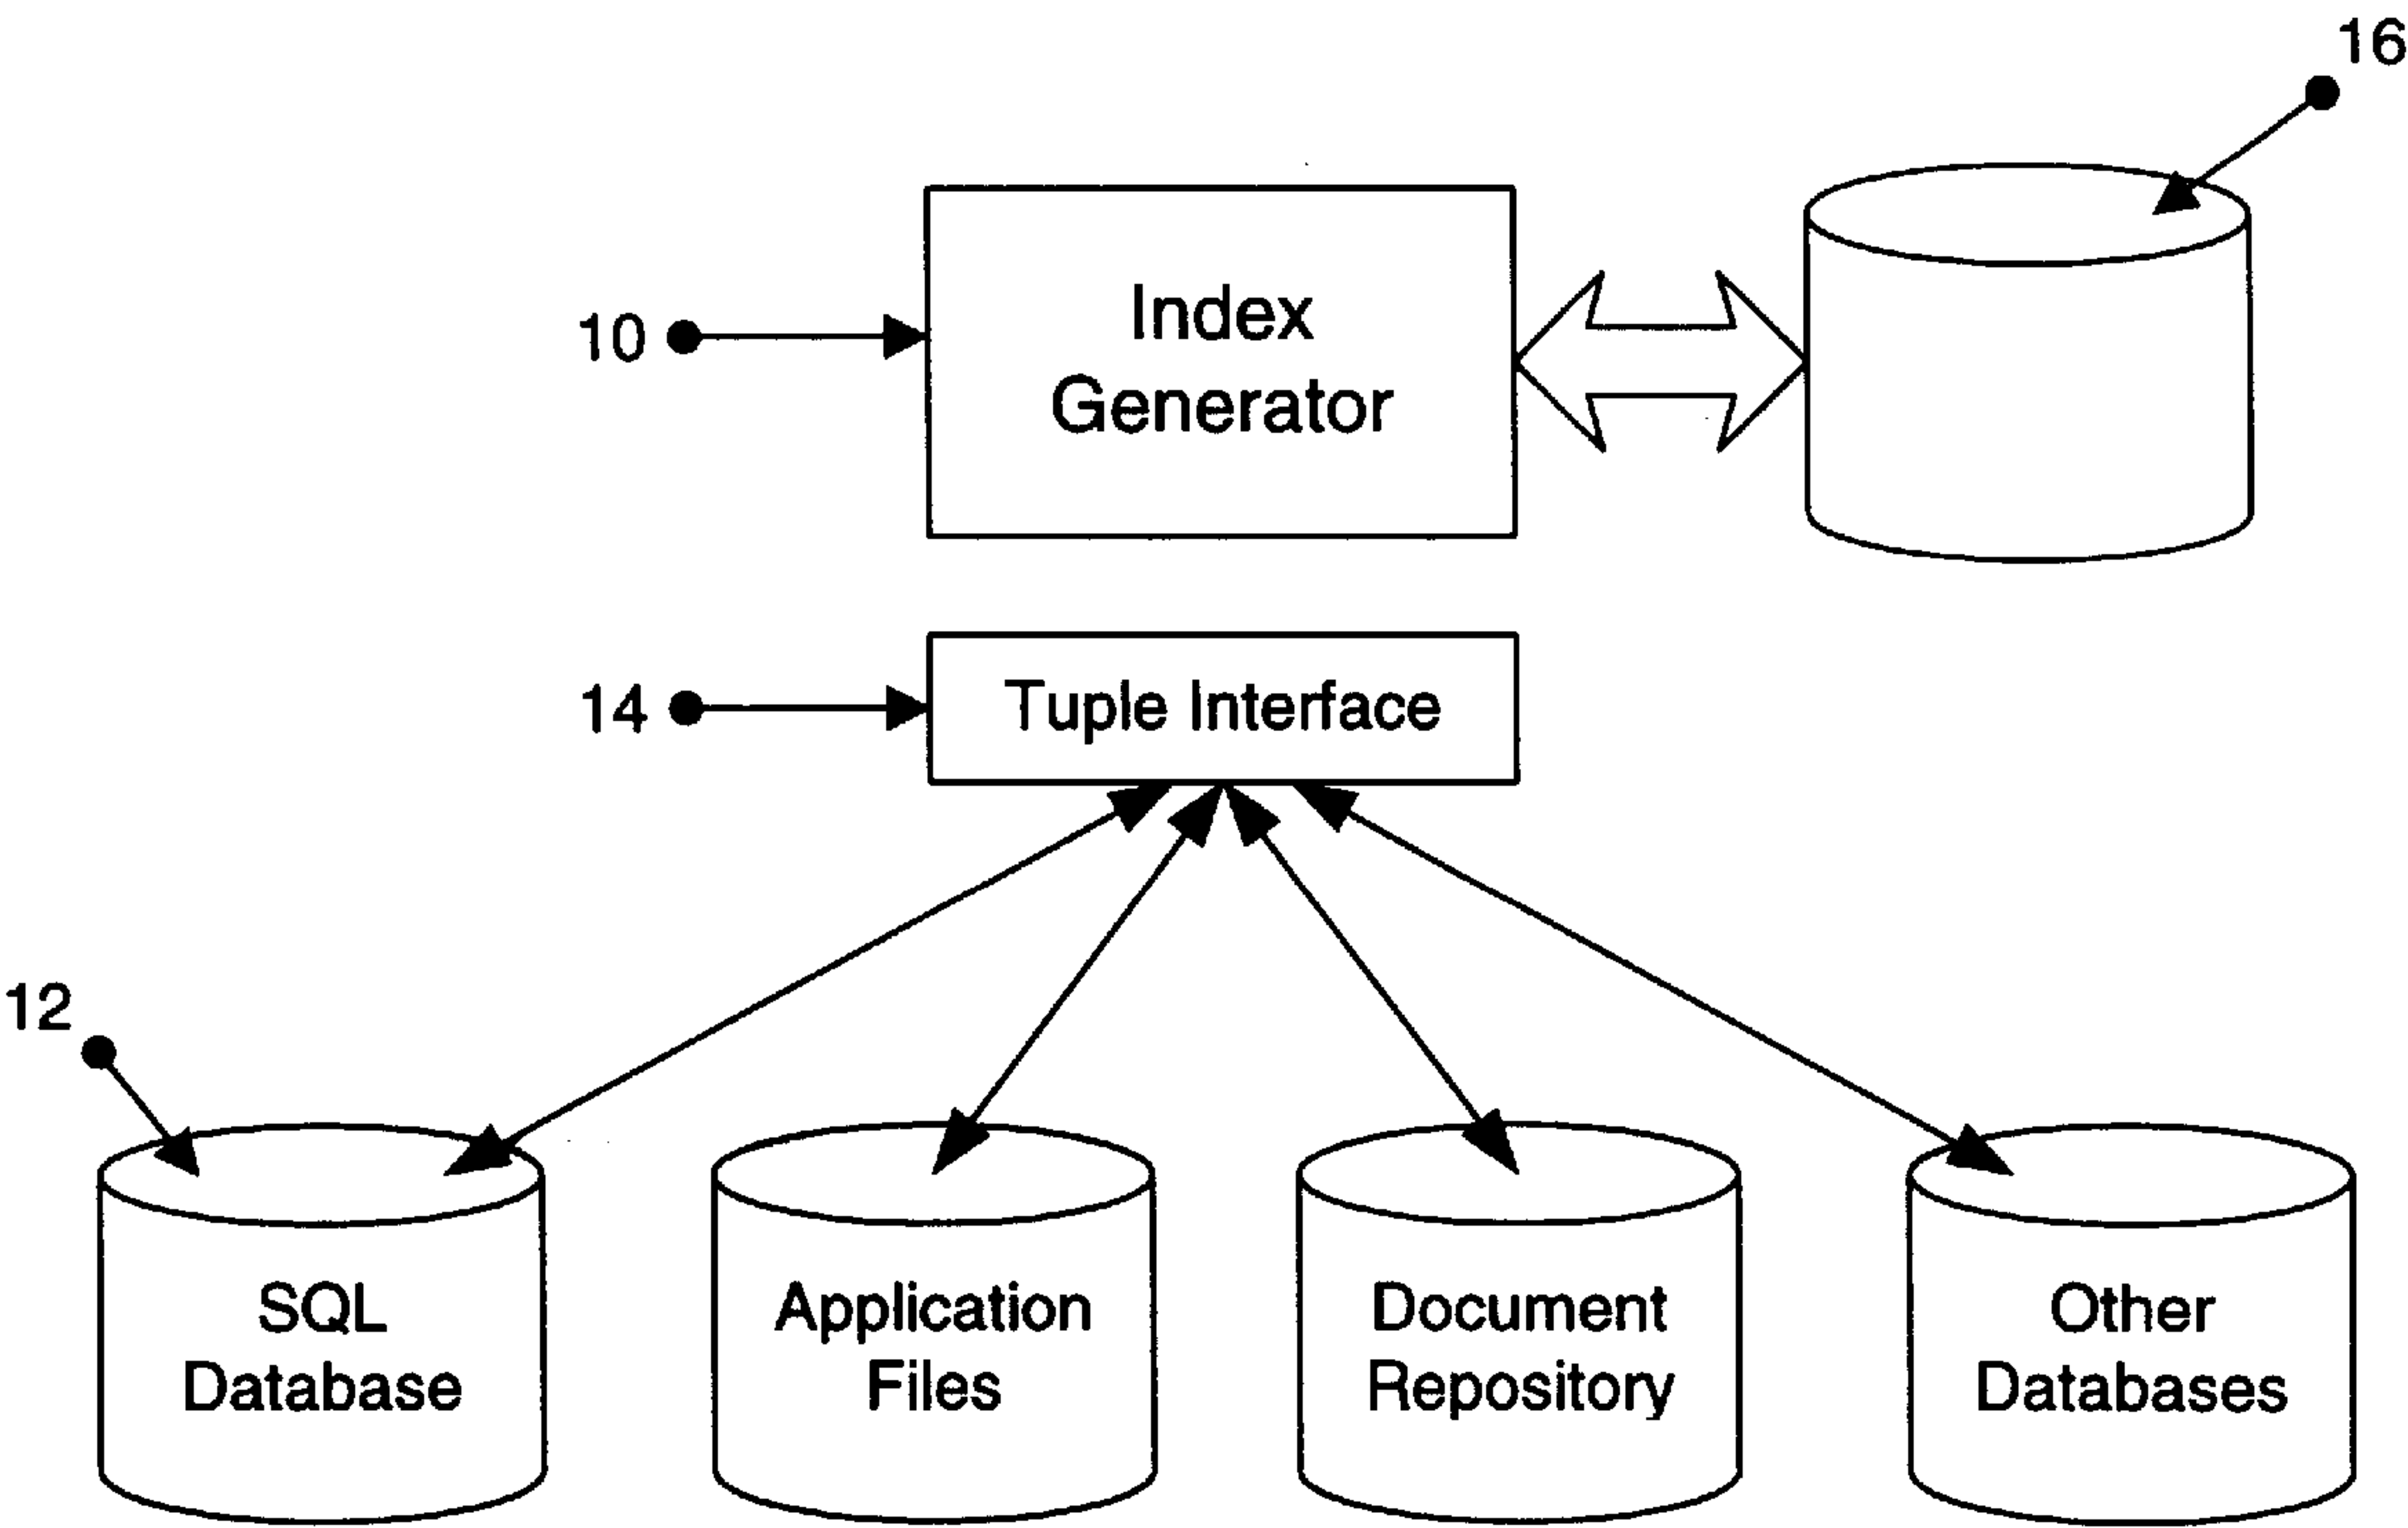 16
Index
Generator
10
Tuple Interface
14
12
SQL
Database
Application
Files
Document
Repository
Other
Databases